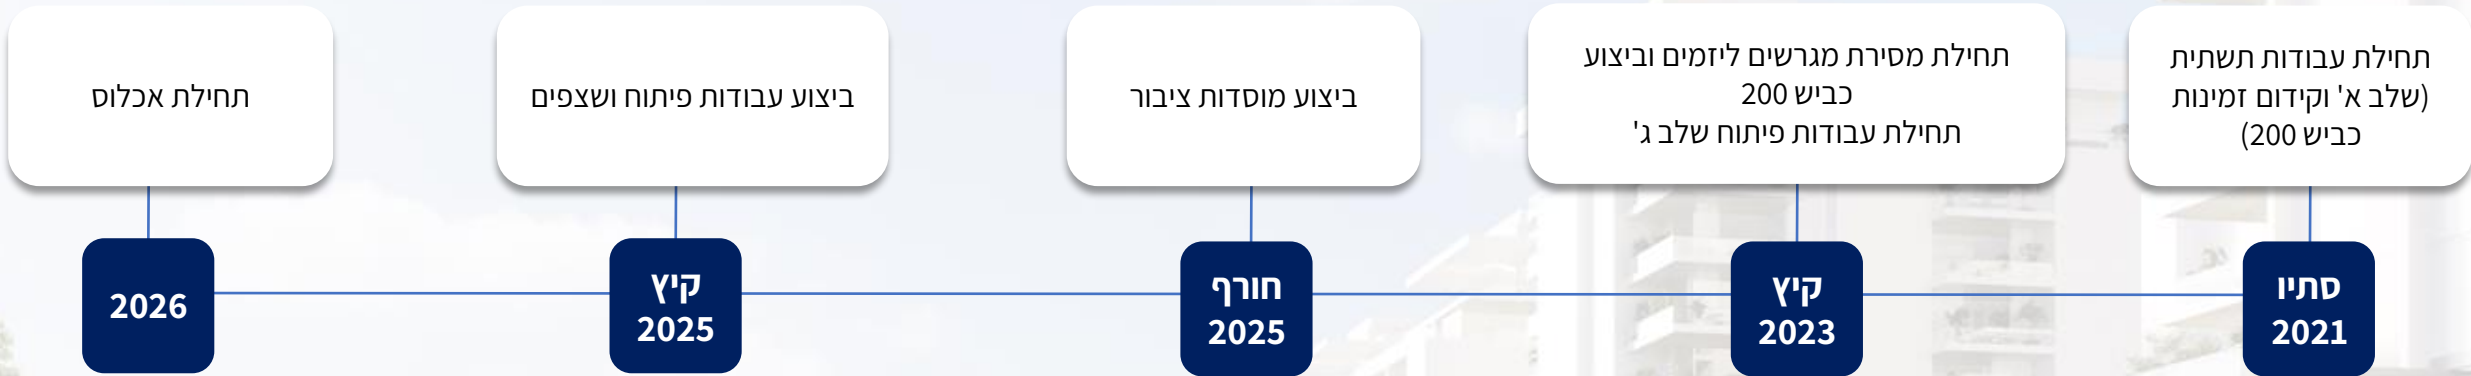 תחילת עבודות תשתית
(שלב א' וקידום זמינות
כביש 200)
סתיו
2021
תחילת מסירת מגרשים ליזמים וביצוע
כביש 200
תחילת עבודות פיתוח שלב ג'
קיץ
2023
ביצוע מוסדות ציבור
חורף
2025
ביצוע עבודות פיתוח ושצפים
קיץ
2025
תחילת אכלוס
2026